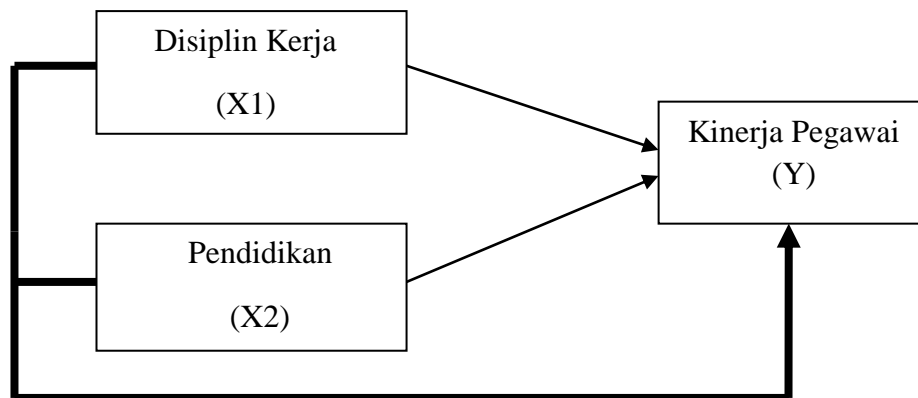 Disiplin Kerja
(X1)
Kinerja Pegawai
(Y)
Pendidikan
(X2)